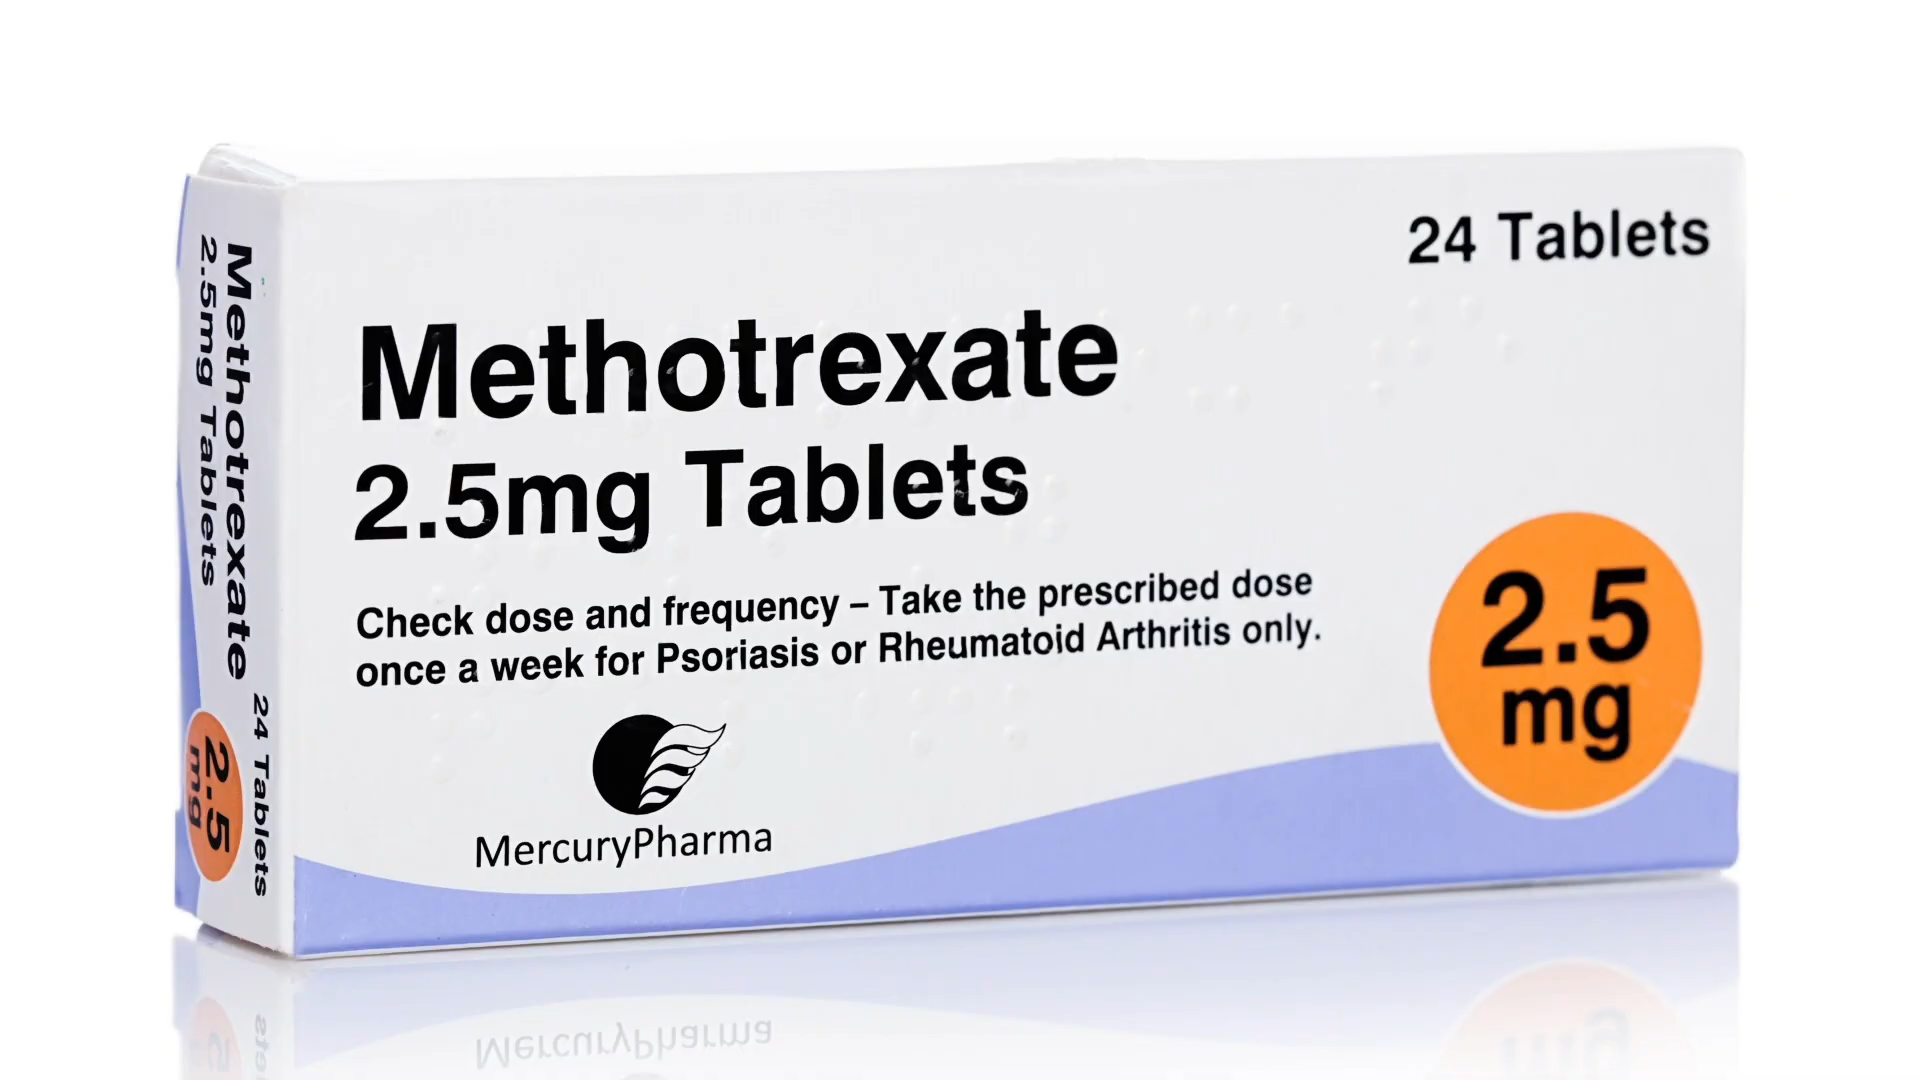 24 Tablets
Methotrexate
2.5mg Tablets
Check dose and frequency – Take the prescribed dose
once a week for Psoriasis or Rheumatoid Arthritis only.
2.5
mg
MercuryPharma
Methotrexate
2.5mg Tablets
24 Tablets
2.5
mg